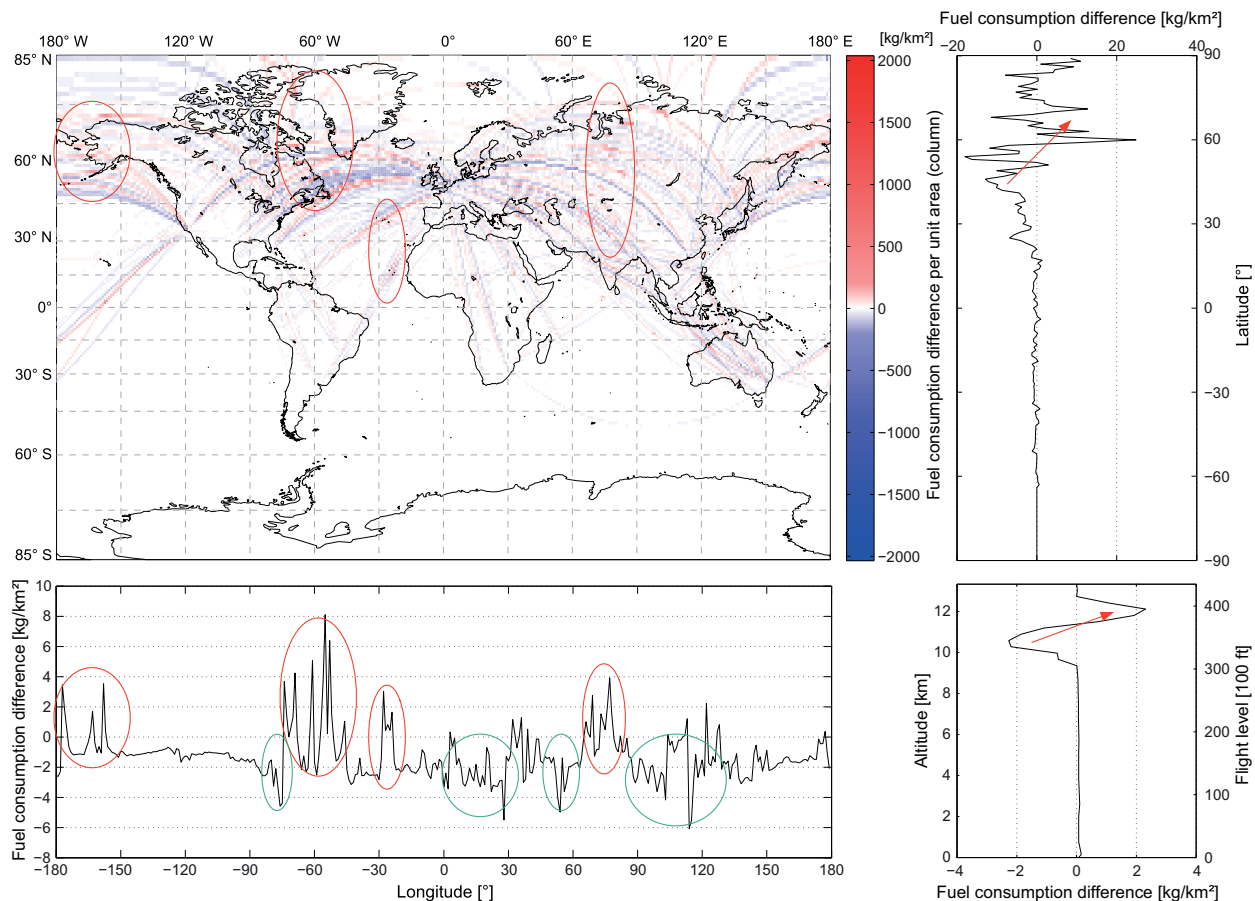 180° W 120° W 60° W 0° 60° E 120° E 180° E
85° N
60° N
30° N
0°
30° S
60° S
85° S
[kg/km²]
2000
1500
1000
500
0
−500
−1000
−1500
−2000
Fuel consumption difference per unit area (column)
Fuel consumption difference [kg/km²]
−20 0 20 40
90
60
30
0
−30
−60
−90
Latitude [°]
Fuel consumption difference [kg/km²]
10
8
6
4
2
0
−2
−4
−6
−8
−180 −150 −120 −90 −60 −30 0 30 60 90 120 150 180
Longitude [°]
Altitude [km]
12
10
8
6
4
2
0
400
300
200
100
0
Flight level [100 ft]
−4 −2 0 2 4
Fuel consumption difference [kg/km²]